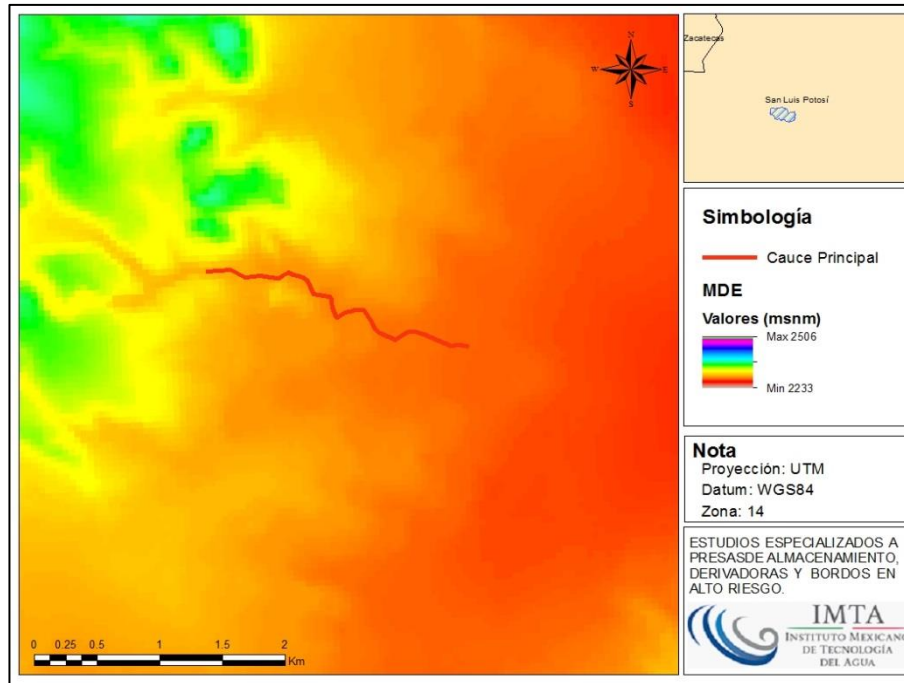 N
W
E
S
Zacatecas
San Luis Potosí
Simbología
Cauce Principal
MDE
Valores (msnm)
Max 2506
Min 2233
Nota
Proyección: UTM
Datum: WGS84
Zona: 14
ESTUDIOS ESPECIALIZADOS A
PRESASDE ALMACENAMIENTO,
DERIVADORAS Y BORDOS EN
ALTO RIESGO.
IMTA
INSTITUTO MEXICANO
DE TECNOLOGÍA
DEL AGUA
0 0.25 0.5 1 1.5 2
Km